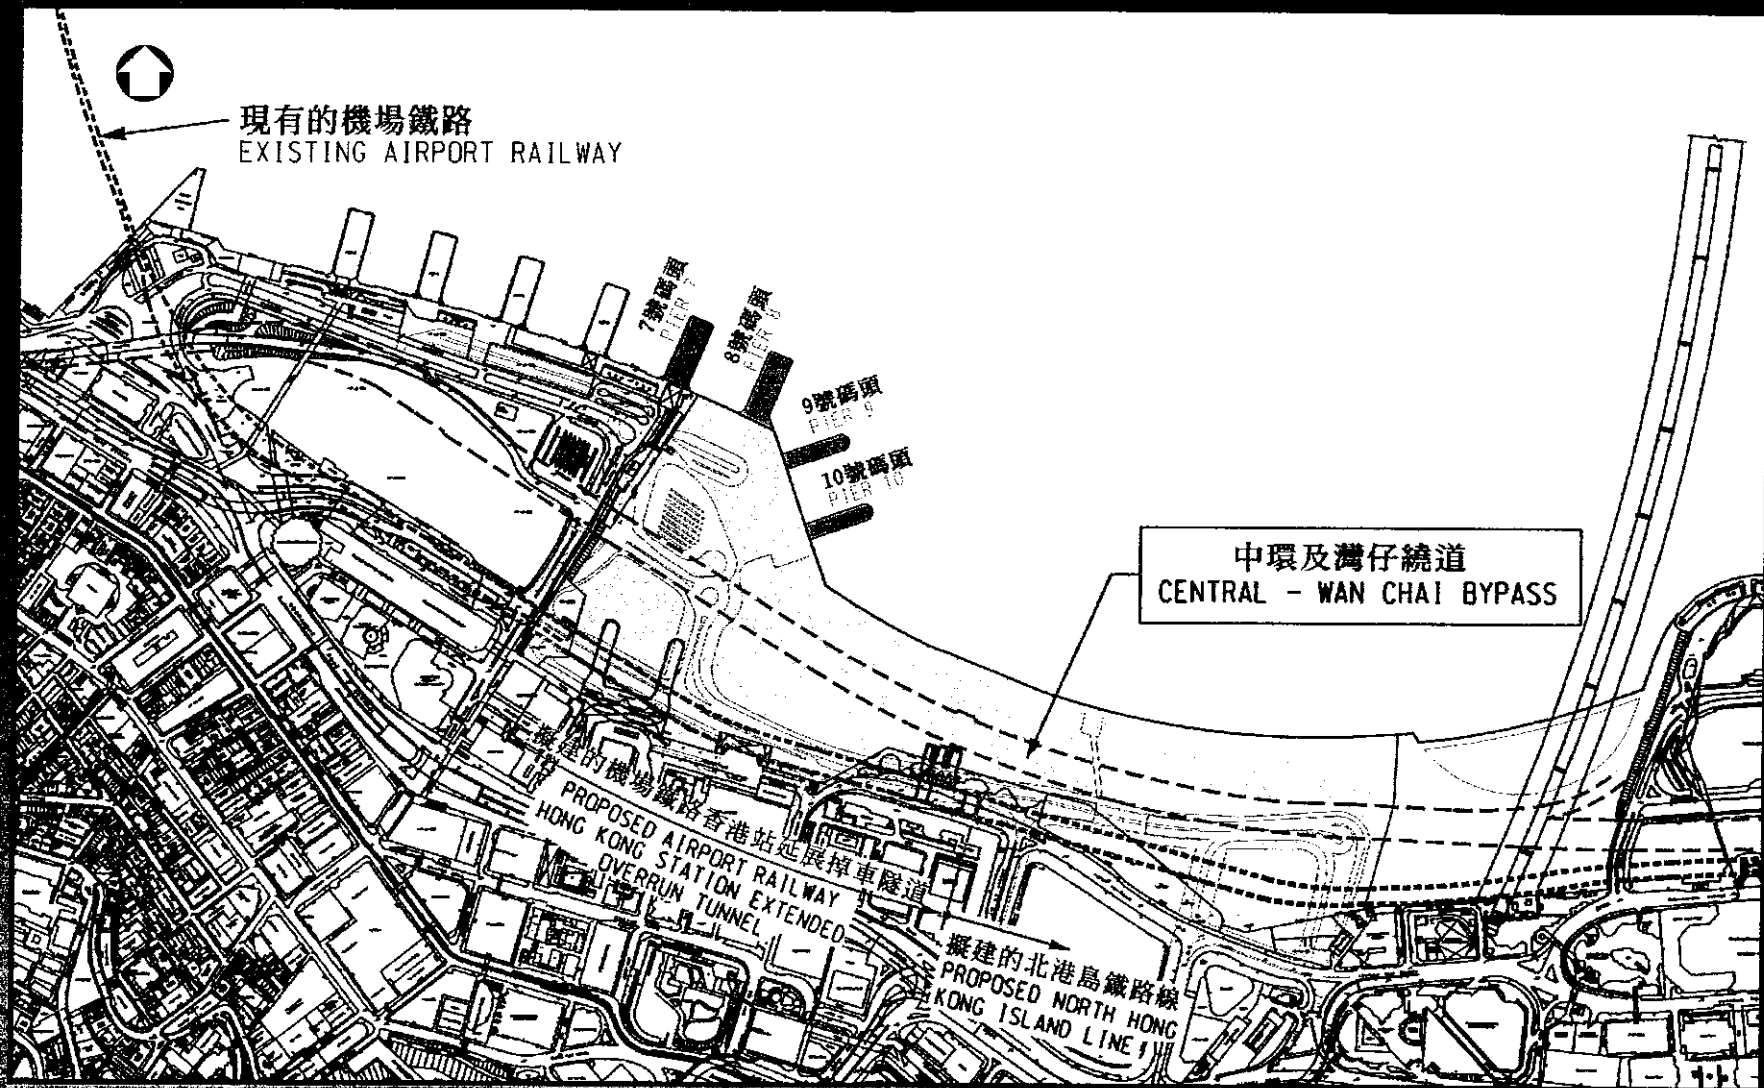 現有的機場鐵路
EXISTING AIRPORT RAILWAY
7號碼頭
PIER 7
8號碼頭
PIER 8
9號碼頭
PIER 9
10號碼頭
PIER 10
中環及灣仔繞道
CENTRAL - WAN CHAI BYPASS
擬建的機場鐵路香港站延展掉車隧道
PROPOSED AIRPORT RAILWAY
HONG KONG STATION EXTENDED
OVERRUN TUNNEL
擬建的北港島鐵路線
PROPOSED NORTH HONG
KONG ISLAND LINE